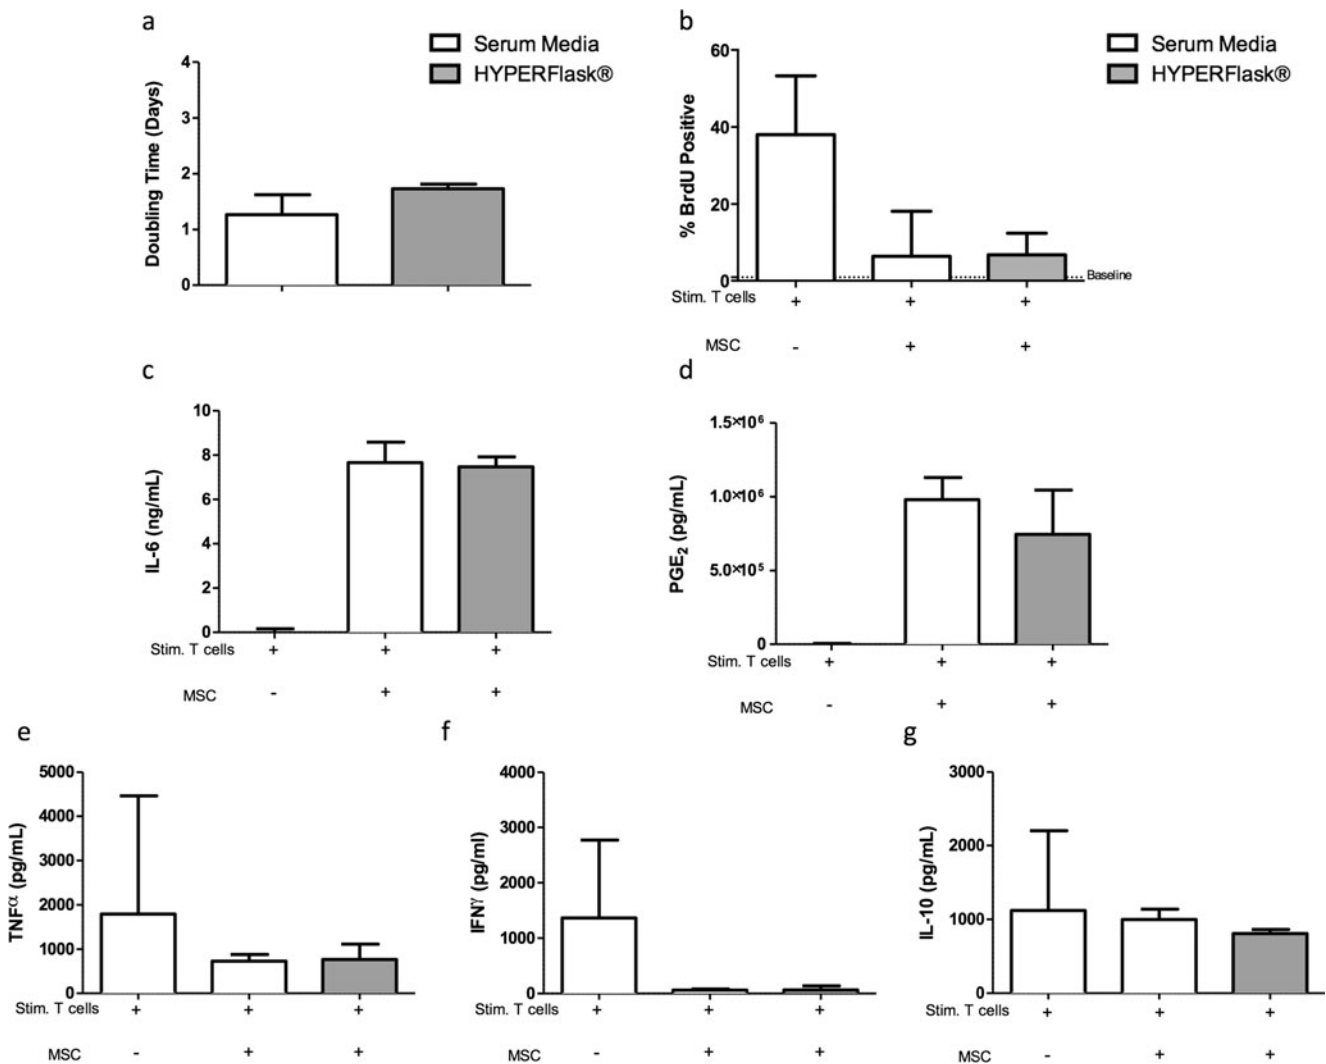 a
Serum Media
HYPERFlask®
Doubling Time (Days)
4
3
2
1
0
b
Serum Media
HYPERFlask®
% BrdU Positive
60
40
20
0
Baseline
Stim. T cells + + +
MSC - + +
c
IL-6 (ng/mL)
10
8
6
4
2
0
Stim. T cells + + +
MSC - + +
d
PGE₂ (pg/mL)
1.5×10⁶
1.0×10⁶
5.0×10⁵
0
Stim. T cells + + +
MSC - + +
e
TNFα (pg/mL)
5000
4000
3000
2000
1000
0
Stim. T cells + + +
MSC - + +
f
IFNγ (pg/ml)
4000
3000
2000
1000
0
Stim. T cells + + +
MSC - + +
g
IL-10 (pg/mL)
3000
2000
1000
0
Stim. T cells + + +
MSC - + +